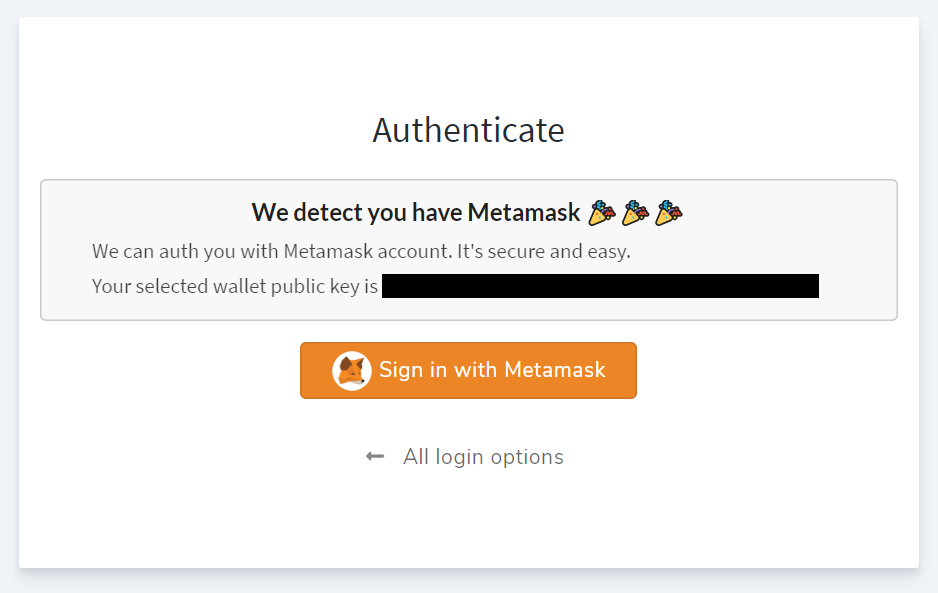 Authenticate
We detect you have Metamask 🎉 🎉 🎉
We can auth you with Metamask account. It's secure and easy.
Your selected wallet public key is
Sign in with Metamask
← All login options